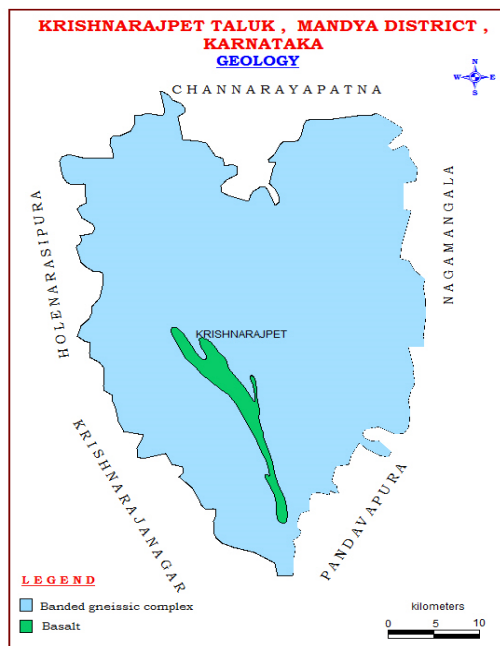 KRISHNARAJPET TALUK , MANDYA DISTRICT ,
KARNATAKA
GEOLOGY
N
W E
S
CHANNARAYAPATNA
HOLENARASIPURA
NAGAMANGALA
KRISHNARAJPET
KRISHNARAJANAGAR
PANDAVAPURA
LEGEND
Banded gneissic complex
Basalt
kilometers
0 5 10